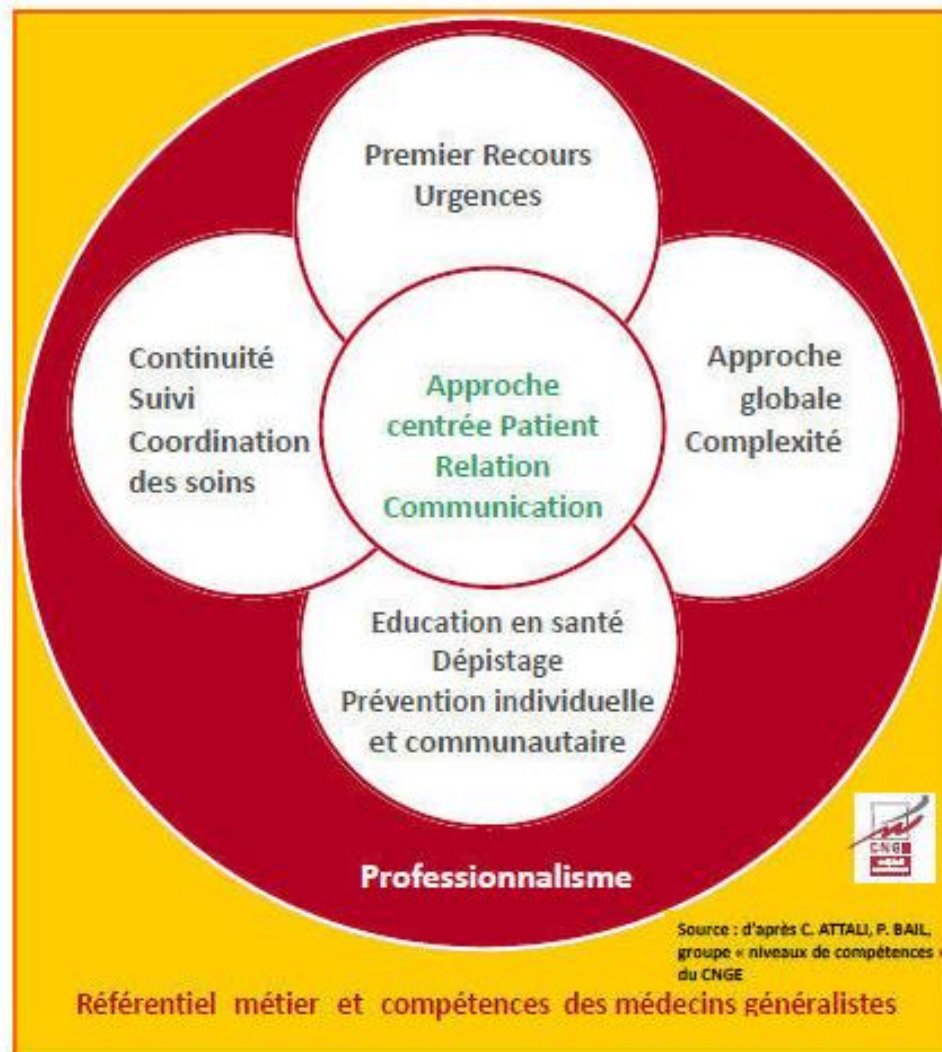 Premier Recours
Urgences
Continuité
Suivi
Coordination
des soins
Approche
centrée Patient
Relation
Communication
Approche
globale
Complexité
Education en santé
Dépistage
Prévention individuelle
et communautaire
Professionnalisme
CNGE
Source : d'après C. ATTALI, P. BAIL,
groupe « niveaux de compétences »
du CNGE
Référentiel métier et compétences des médecins généralistes